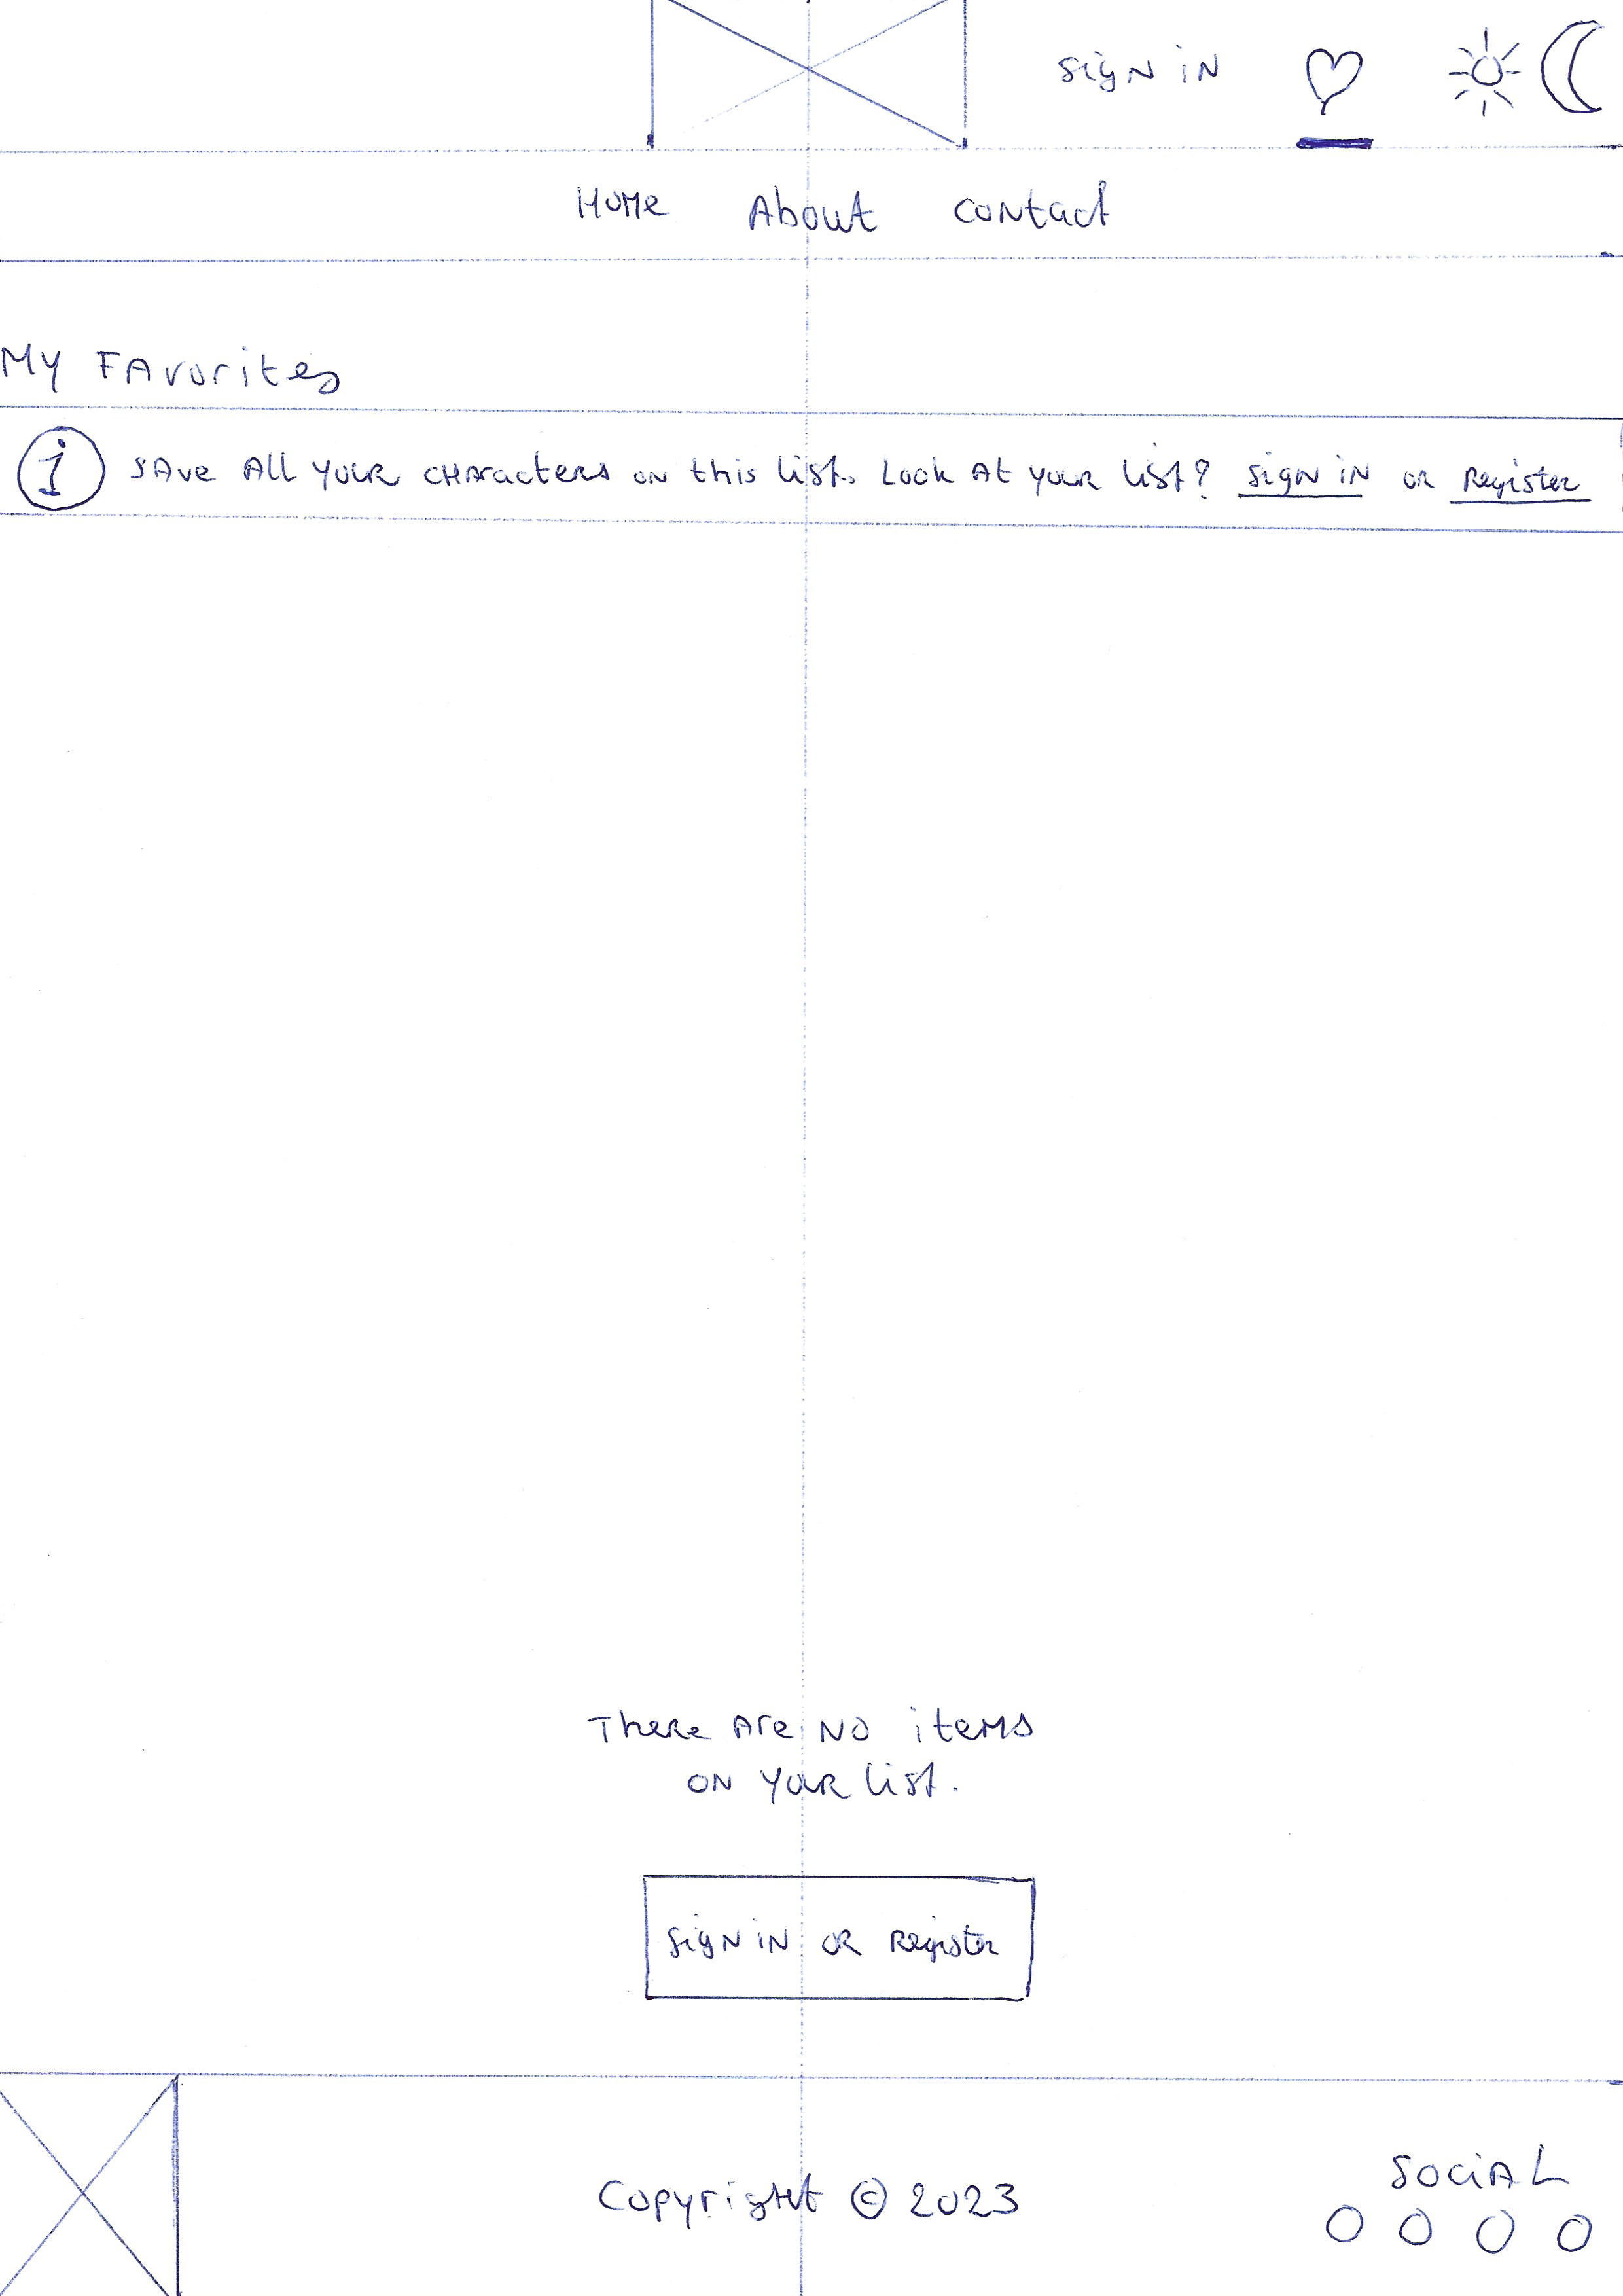 Sign in
Home About Contact
My Favorites
i Save all your characters on this list. Look at your list? Sign in or Register
There are no items
on your list.
Sign in or Register
Copyright © 2023
Social